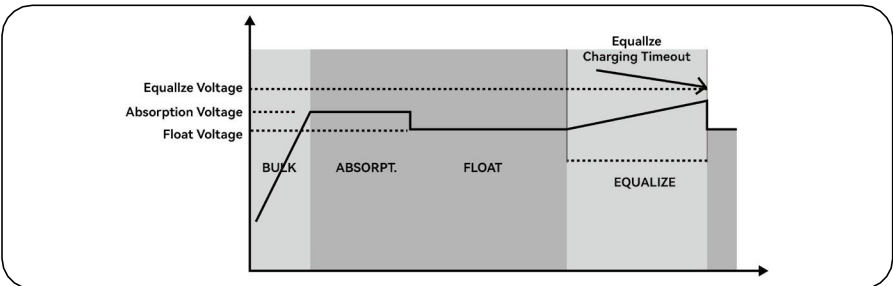 Equallze
Charging Timeout
Equallze Voltage
Absorption Voltage
Float Voltage
BULK
ABSORPT.
FLOAT
EQUALIZE